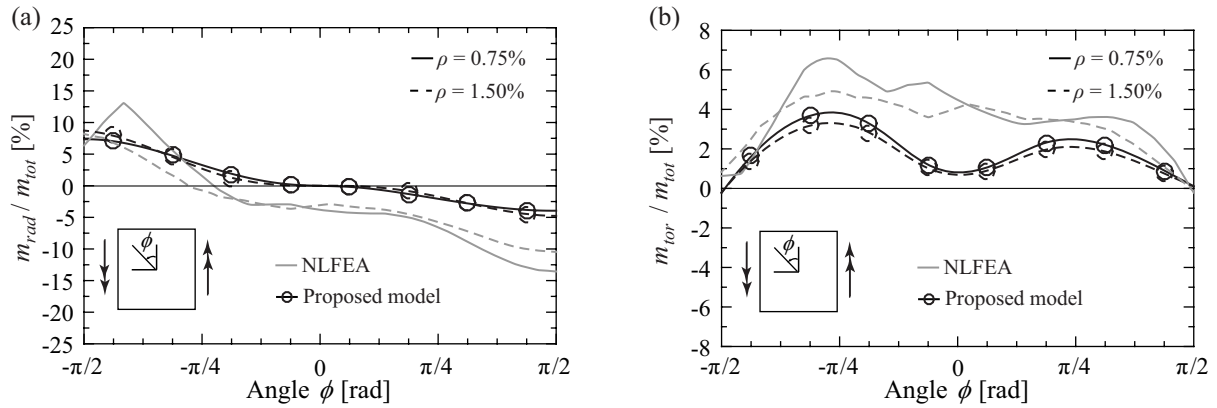 (a)
m_rad / m_tot [%]
25
20
15
10
5
0
-5
-10
-15
-20
-25
ρ = 0.75%
ρ = 1.50%
ϕ
NLFEA
Proposed model
-π/2
-π/4
0
π/4
π/2
Angle ϕ [rad]
(b)
m_tor / m_tot [%]
8
6
4
2
0
2
4
6
-8
ρ = 0.75%
ρ = 1.50%
ϕ
NLFEA
Proposed model
-π/2
-π/4
0
π/4
π/2
Angle ϕ [rad]